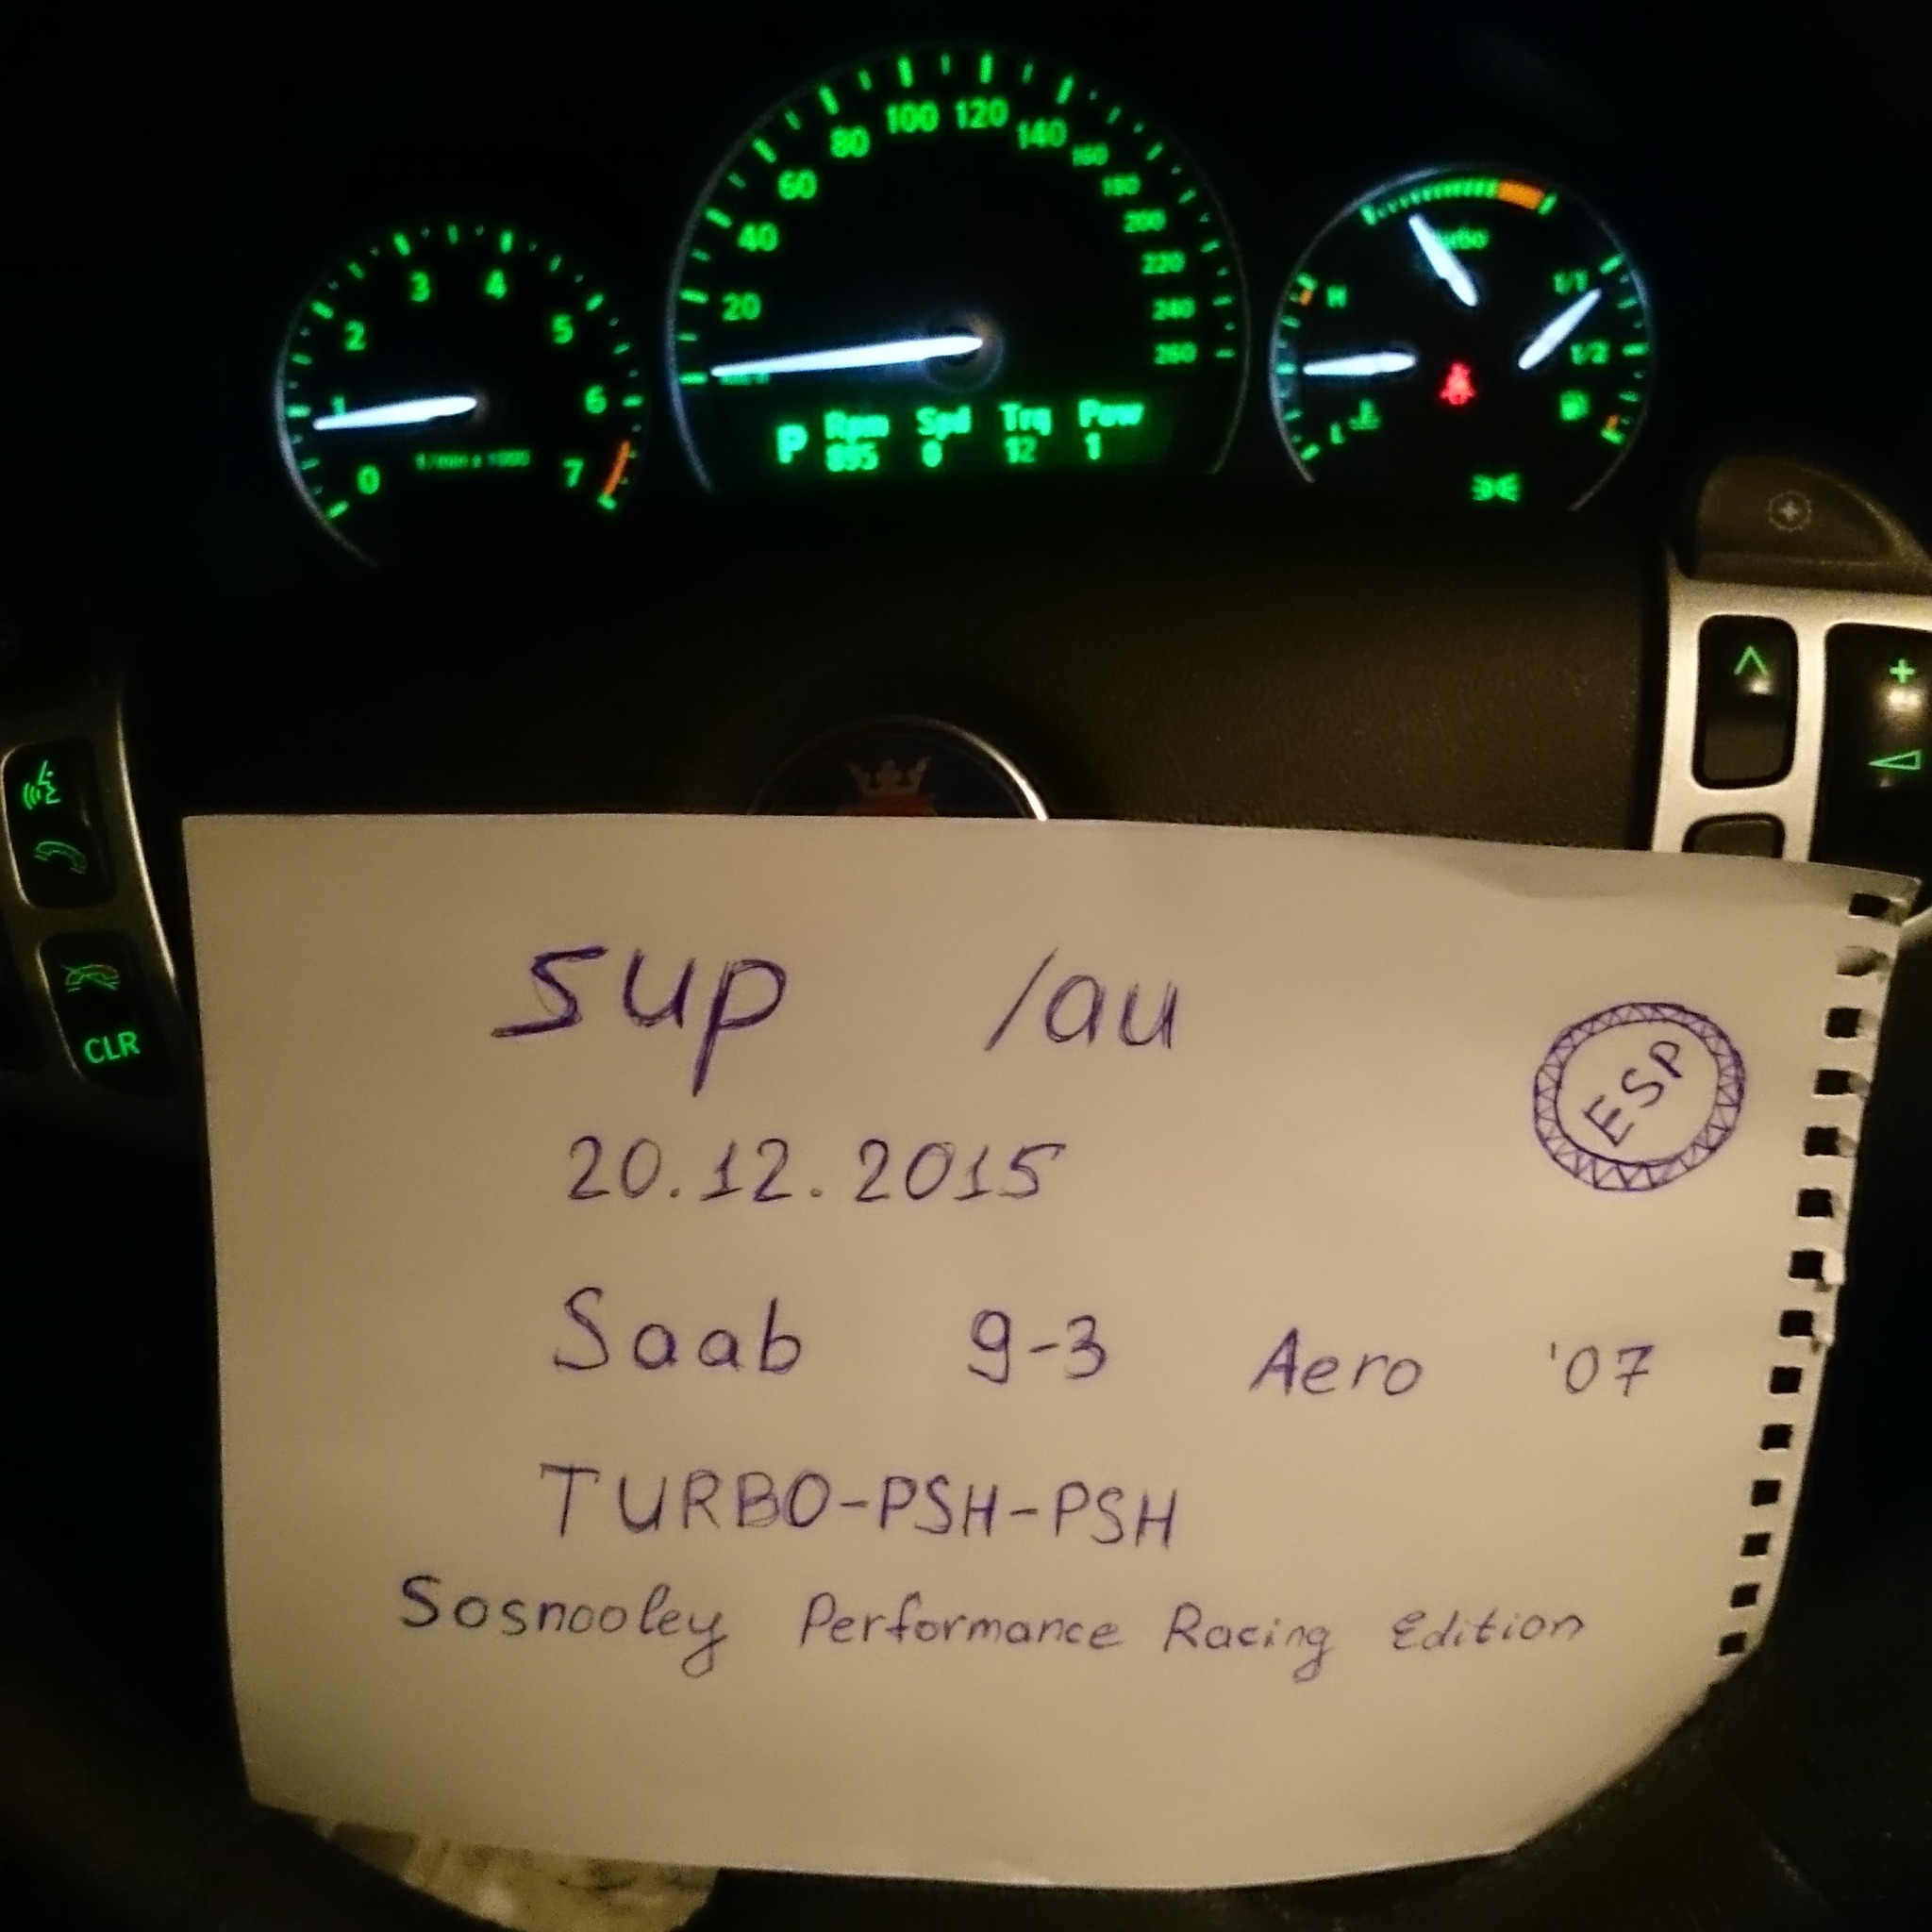 100 120
80 140
60 160
40 180
20 200
220
240
260
3 4
2 5
1 6
0 1/min x 1000 7
P Rpm Spd Trq Pow
895 0 12 1
H 1/1
1/2
L
CLR
+
sup /au
ESP
20.12.2015
Saab 9-3 Aero '07
TURBO-PSH-PSH
Sosnooley Performance Racing Edition